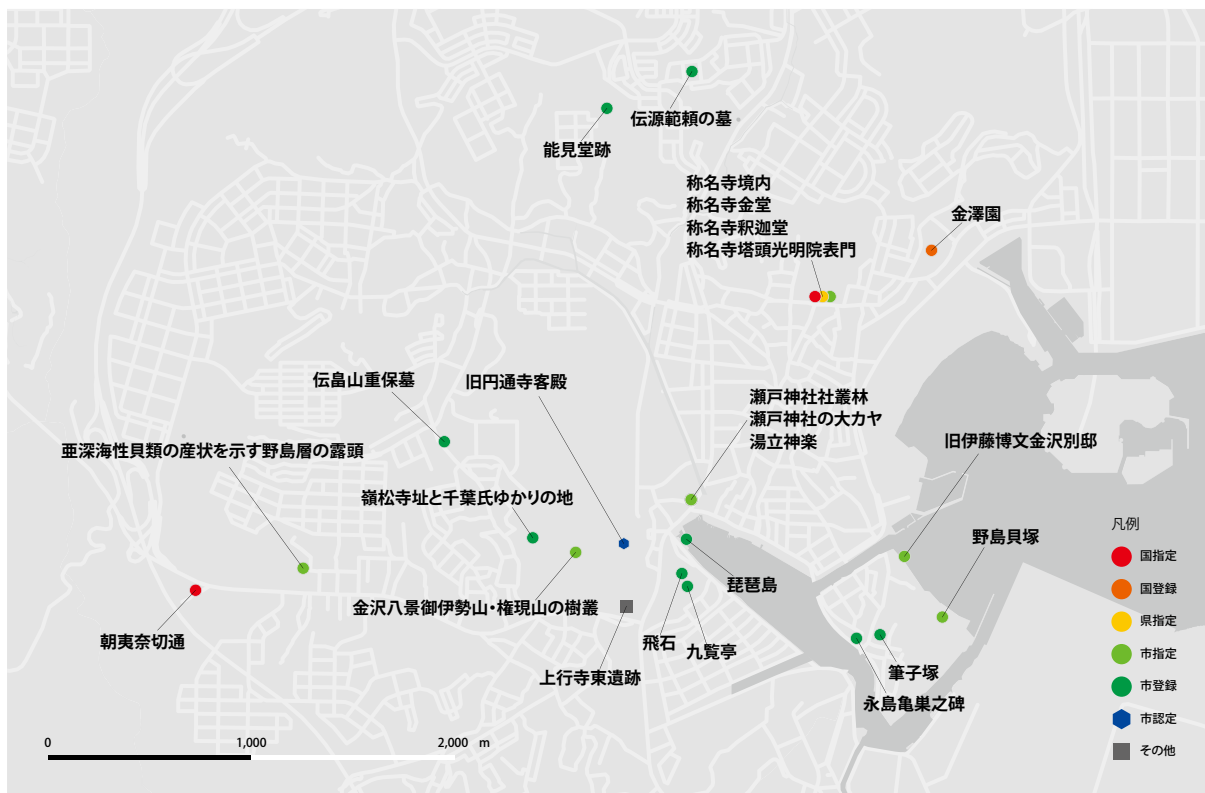 伝源範頼の墓
能見堂跡
称名寺境内
称名寺金堂
称名寺釈迦堂
称名寺塔頭光明院表門
金澤園
伝畠山重保墓
旧円通寺客殿
瀬戸神社社叢林
瀬戸神社の大カヤ
湯立神楽
亜深海性貝類の産状を示す野島層の露頭
旧伊藤博文金沢別邸
嶺松寺址と千葉氏ゆかりの地
野島貝塚
琵琶島
金沢八景御伊勢山・権現山の樹叢
朝夷奈切通
飛石
九覧亭
上行寺東遺跡
筆子塚
永島亀巣之碑
凡例
国指定
国登録
県指定
市指定
市登録
市認定
その他
0 1,000 2,000 m